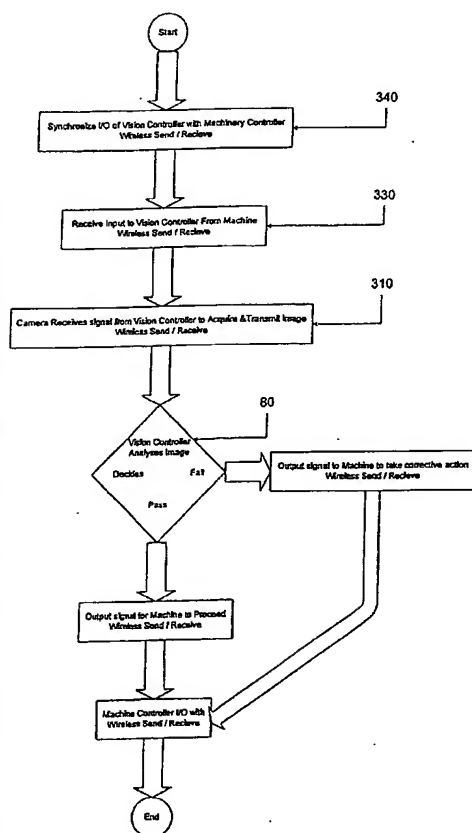 Start
340
Synchronize I/O of Vision Controller with Machinery Controller
Wireless Send / Recieve
330
Receive Input to Vision Controller From Machine
Wireless Send / Recieve
310
Camera Receives signal from Vision Controller to Acquire & Transmit Image
Wireless Send / Receive
80
Vision Controller
Analyses Image
Decides Fail
Pass
Output signal to Machine to take corrective action
Wireless Send / Recieve
Output signal for Machine to Proceed
Wireless Send / Receive
Machine Controller I/O with
Wireless Send / Recieve
End